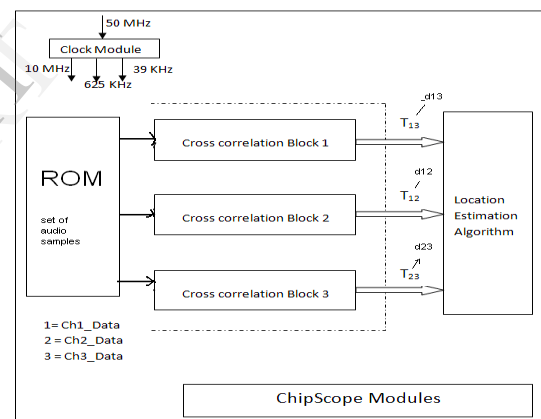 50 MHz
Clock Module
10 MHz
625 KHz
39 KHz
ROM
set of
audio
samples
Cross correlation Block 1
Cross correlation Block 2
Cross correlation Block 3
_d13
T13
d12
T12
d23
T23
Location
Estimation
Algorithm
1= Ch1_Data
2 = Ch2_Data
3 = Ch3_Data
ChipScope Modules